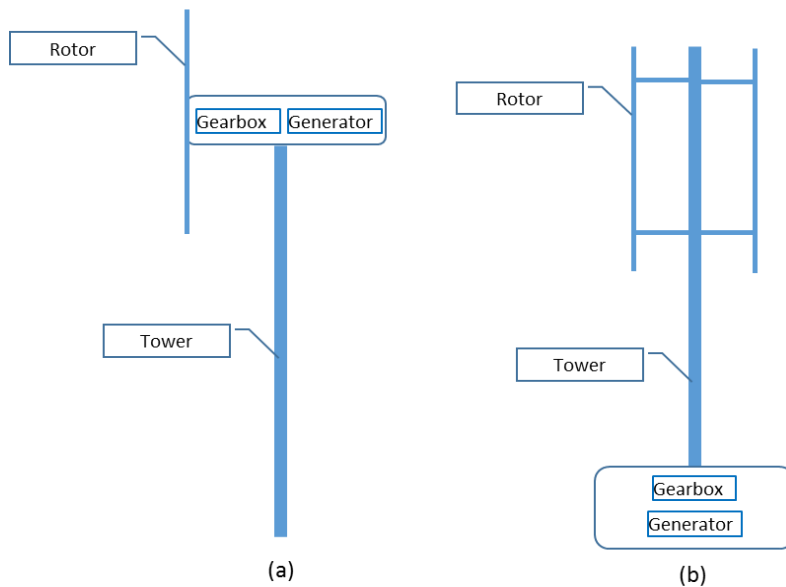 Rotor
Gearbox Generator
Tower
(a)
Rotor
Tower
Gearbox
Generator
(b)